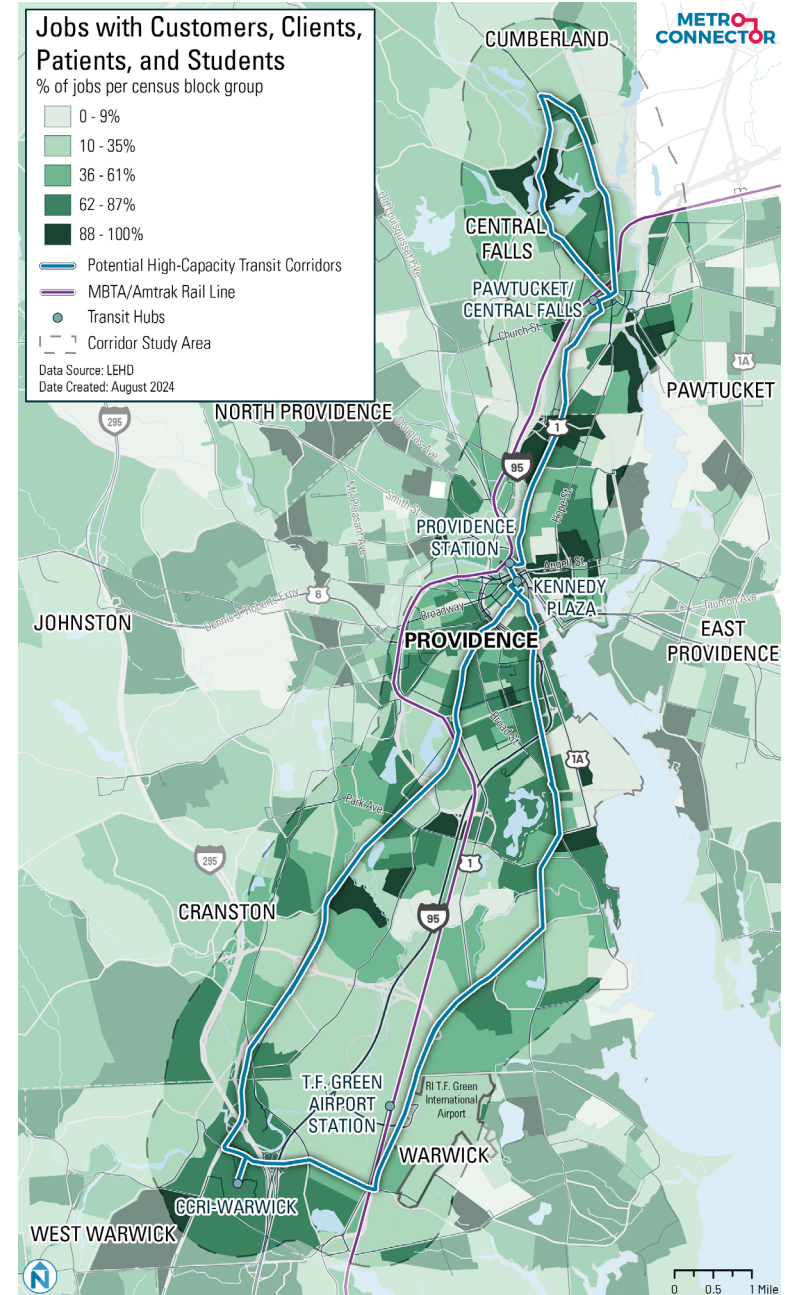 Jobs with Customers, Clients,
Patients, and Students
% of jobs per census block group
0 - 9%
10 - 35%
36 - 61%
62 - 87%
88 - 100%
Potential High-Capacity Transit Corridors
MBTA/Amtrak Rail Line
Transit Hubs
Corridor Study Area
Data Source: LEHD
Date Created: August 2024
METRO
CONNECTOR
CUMBERLAND
CENTRAL
FALLS
PAWTUCKET/
CENTRAL FALLS
Church St.
1A
PAWTUCKET
NORTH PROVIDENCE
295
Douglas Ave.
1
95
Smith St.
Mt. Pleasant Ave.
Hope St.
PROVIDENCE
STATION
Angell St.
KENNEDY
PLAZA
6
Dennis J Roberts Expy
Broadway
Taunton Ave.
JOHNSTON
PROVIDENCE
EAST
PROVIDENCE
Broad St.
1A
Park Ave.
295
1
CRANSTON
95
T.F. GREEN
AIRPORT
STATION
RI T.F. Green
International
Airport
WARWICK
CCRI-WARWICK
WEST WARWICK
N
0 0.5 1 Mile